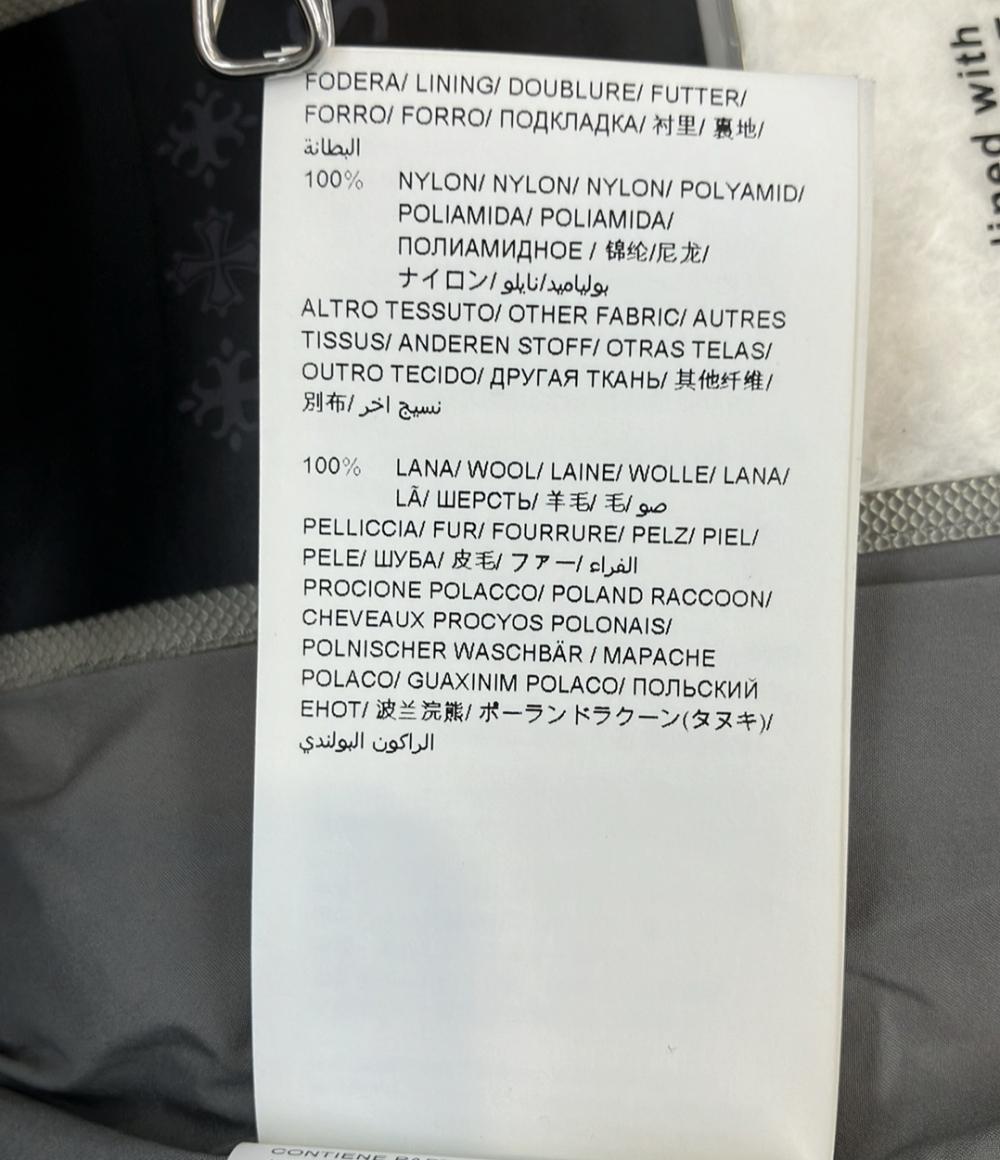 FODERA/ LINING/ DOUBLURE/ FUTTER/
FORRO/ FORRO/ ПОДКЛАДКА/ 衬里/ 裏地/
البطانة
100% NYLON/ NYLON/ NYLON/ POLYAMID/
POLIAMIDA/ POLIAMIDA/
ПОЛИАМИДНОЕ / 锦纶/尼龙/
ナイロン/ بولياميد/نايلو
ALTRO TESSUTO/ OTHER FABRIC/ AUTRES
TISSUS/ ANDEREN STOFF/ OTRAS TELAS/
OUTRO TECIDO/ ДРУГАЯ ТКАНЬ/ 其他纤维/
別布/ نسيج اخر
100% LANA/ WOOL/ LAINE/ WOLLE/ LANA/
LÃ/ ШЕРСТЬ/ 羊毛/ 毛/ صو
PELLICCIA/ FUR/ FOURRURE/ PELZ/ PIEL/
PELE/ ШУБА/ 皮毛/ ファー/ الفراء
PROCIONE POLACCO/ POLAND RACCOON/
CHEVEAUX PROCYOS POLONAIS/
POLNISCHER WASCHBÄR / MAPACHE
POLACO/ GUAXINIM POLACO/ ПОЛЬСКИЙ
ЕНОТ/ 波兰浣熊/ ポーランドラクーン(タヌキ)/
الراكون البولندي
CONTIENE
lined with